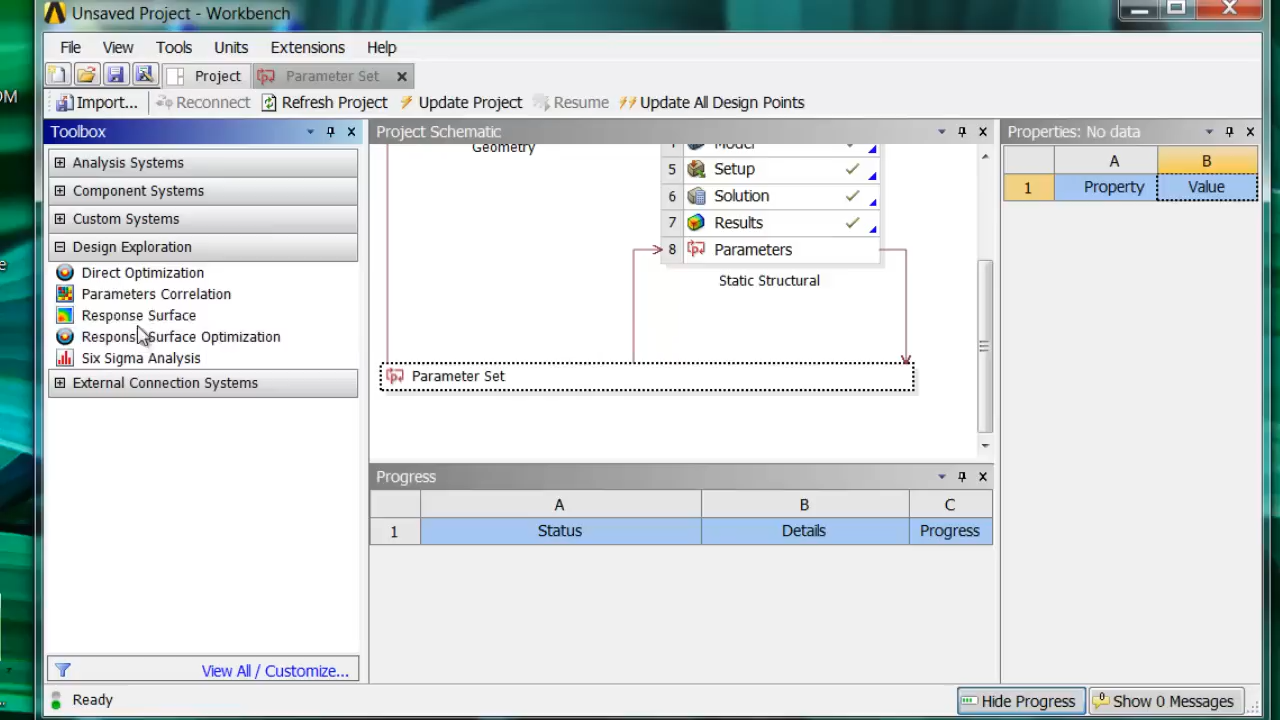 Unsaved Project - Workbench
File View Tools Units Extensions Help
Project Parameter Set
Import... Reconnect Refresh Project Update Project Resume Update All Design Points
Toolbox
Analysis Systems
Component Systems
Custom Systems
Design Exploration
Direct Optimization
Parameters Correlation
Response Surface
Response Surface Optimization
Six Sigma Analysis
External Connection Systems
View All / Customize...
Project Schematic
Geometry
5 Setup
6 Solution
7 Results
8 Parameters
Static Structural
Parameter Set
Progress
A B C
1 Status Details Progress
Properties: No data
A B
1 Property Value
Ready
Hide Progress
0 Show 0 Messages